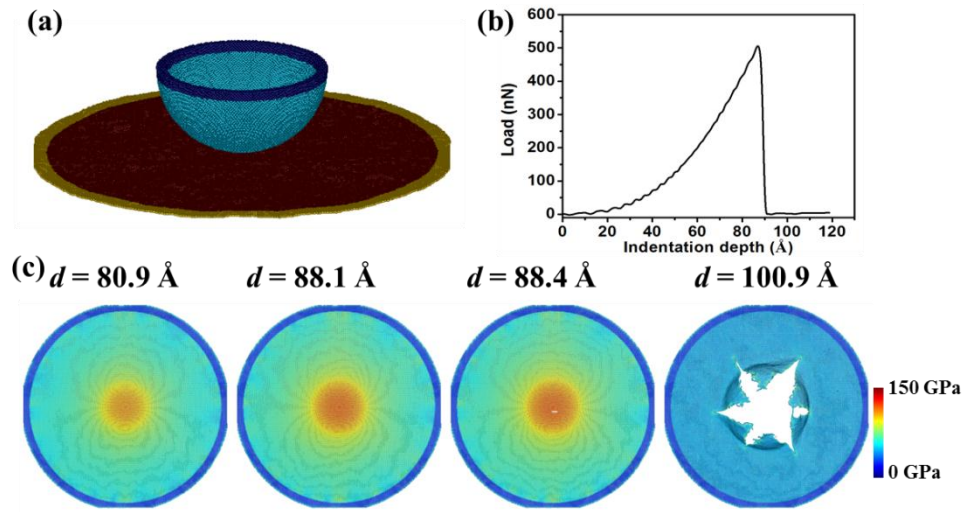 (a)
(b)
600
500
400
300
200
100
0
Load (nN)
0 20 40 60 80 100 120
Indentation depth (Å)
(c)
d = 80.9 Å d = 88.1 Å d = 88.4 Å d = 100.9 Å
150 GPa
0 GPa